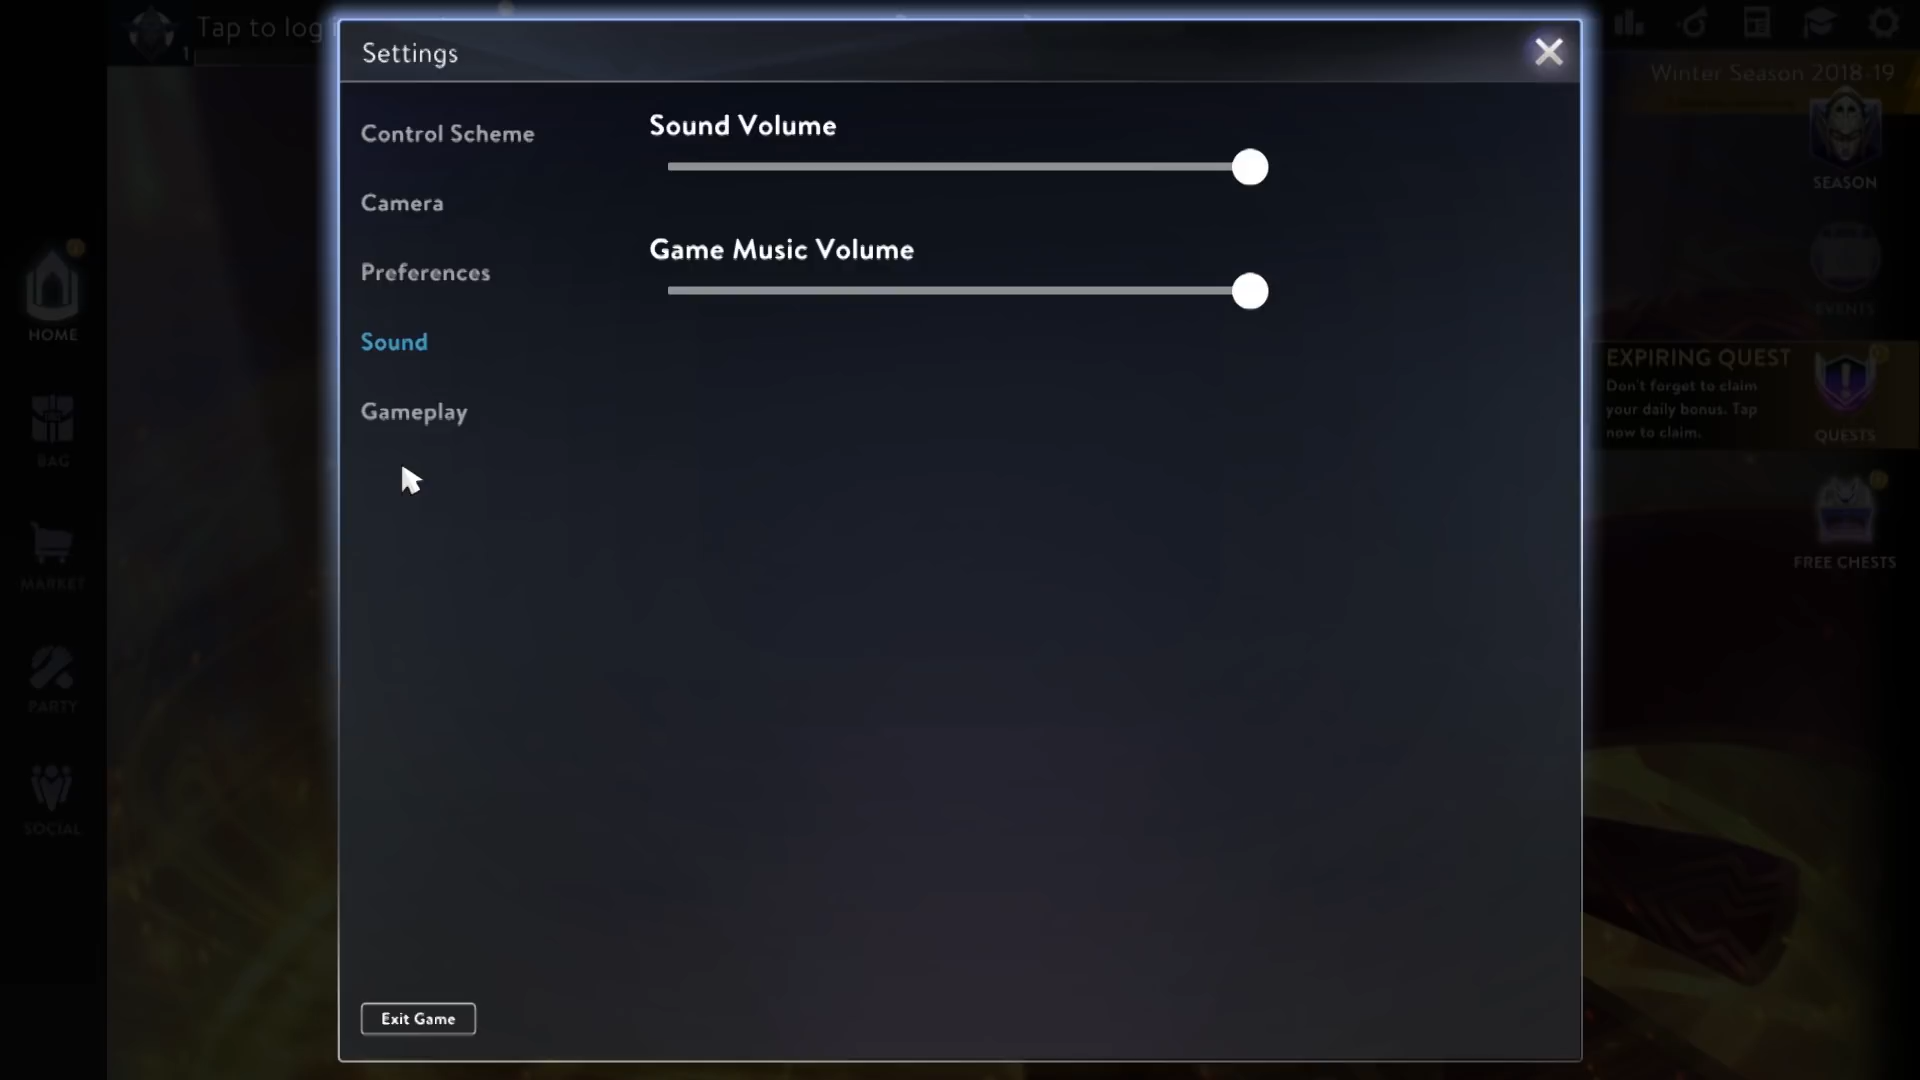 Tap to log i
1
Settings
Winter Season 2018-19
Control Scheme
Camera
Preferences
Sound
Gameplay
Sound Volume
Game Music Volume
HOME
BAG
MARKET
PARTY
SOCIAL
SEASON
EVENTS
EXPIRING QUEST
Don't forget to claim
your daily bonus. Tap
now to claim.
QUESTS
FREE CHESTS
Exit Game